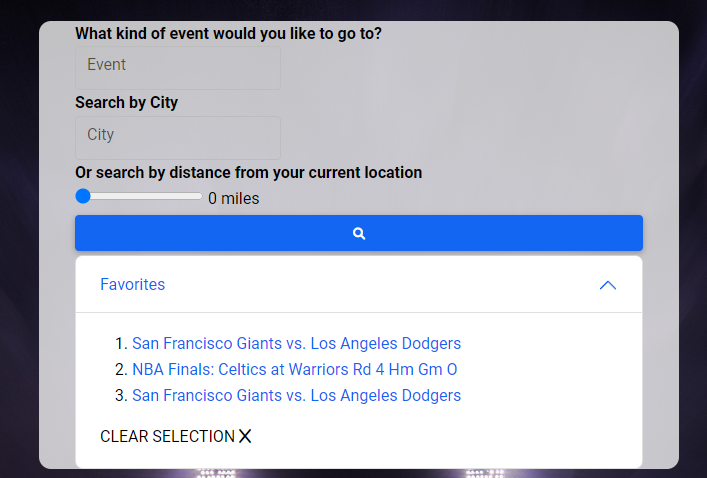 What kind of event would you like to go to?
Event
Search by City
City
Or search by distance from your current location
0 miles
Favorites
1. San Francisco Giants vs. Los Angeles Dodgers
2. NBA Finals: Celtics at Warriors Rd 4 Hm Gm O
3. San Francisco Giants vs. Los Angeles Dodgers
CLEAR SELECTION X